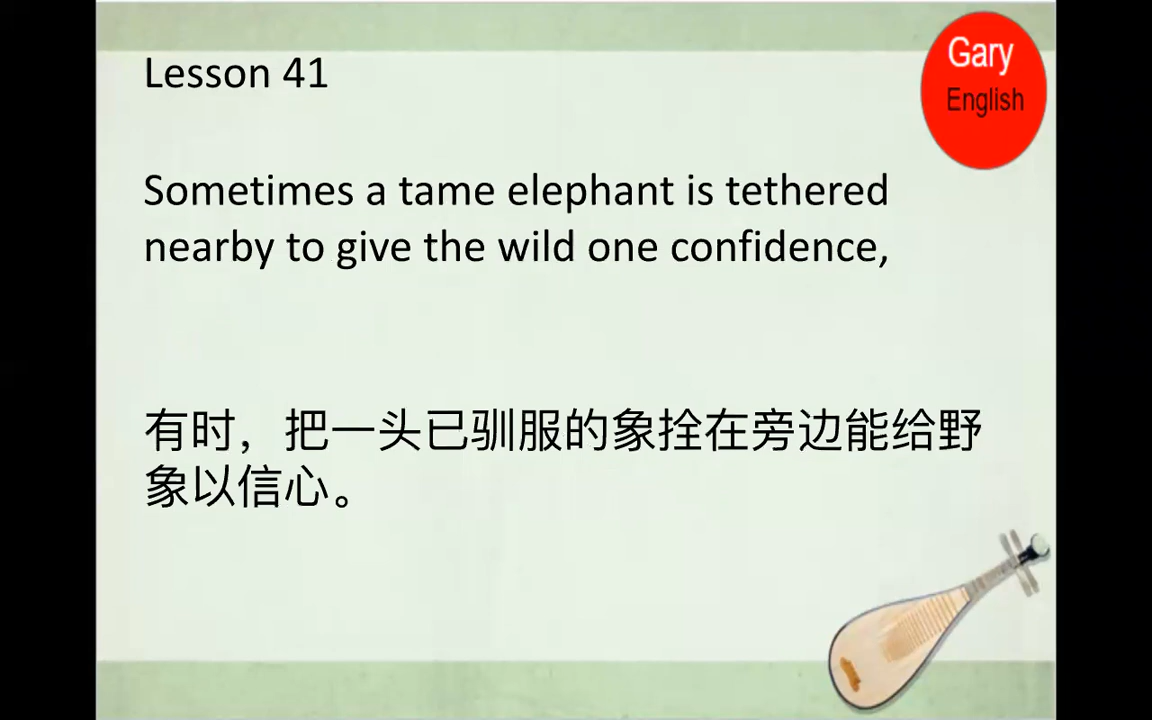 Lesson 41
Gary
English
Sometimes a tame elephant is tethered
nearby to give the wild one confidence,
有时，把一头已驯服的象拴在旁边能给野
象以信心。